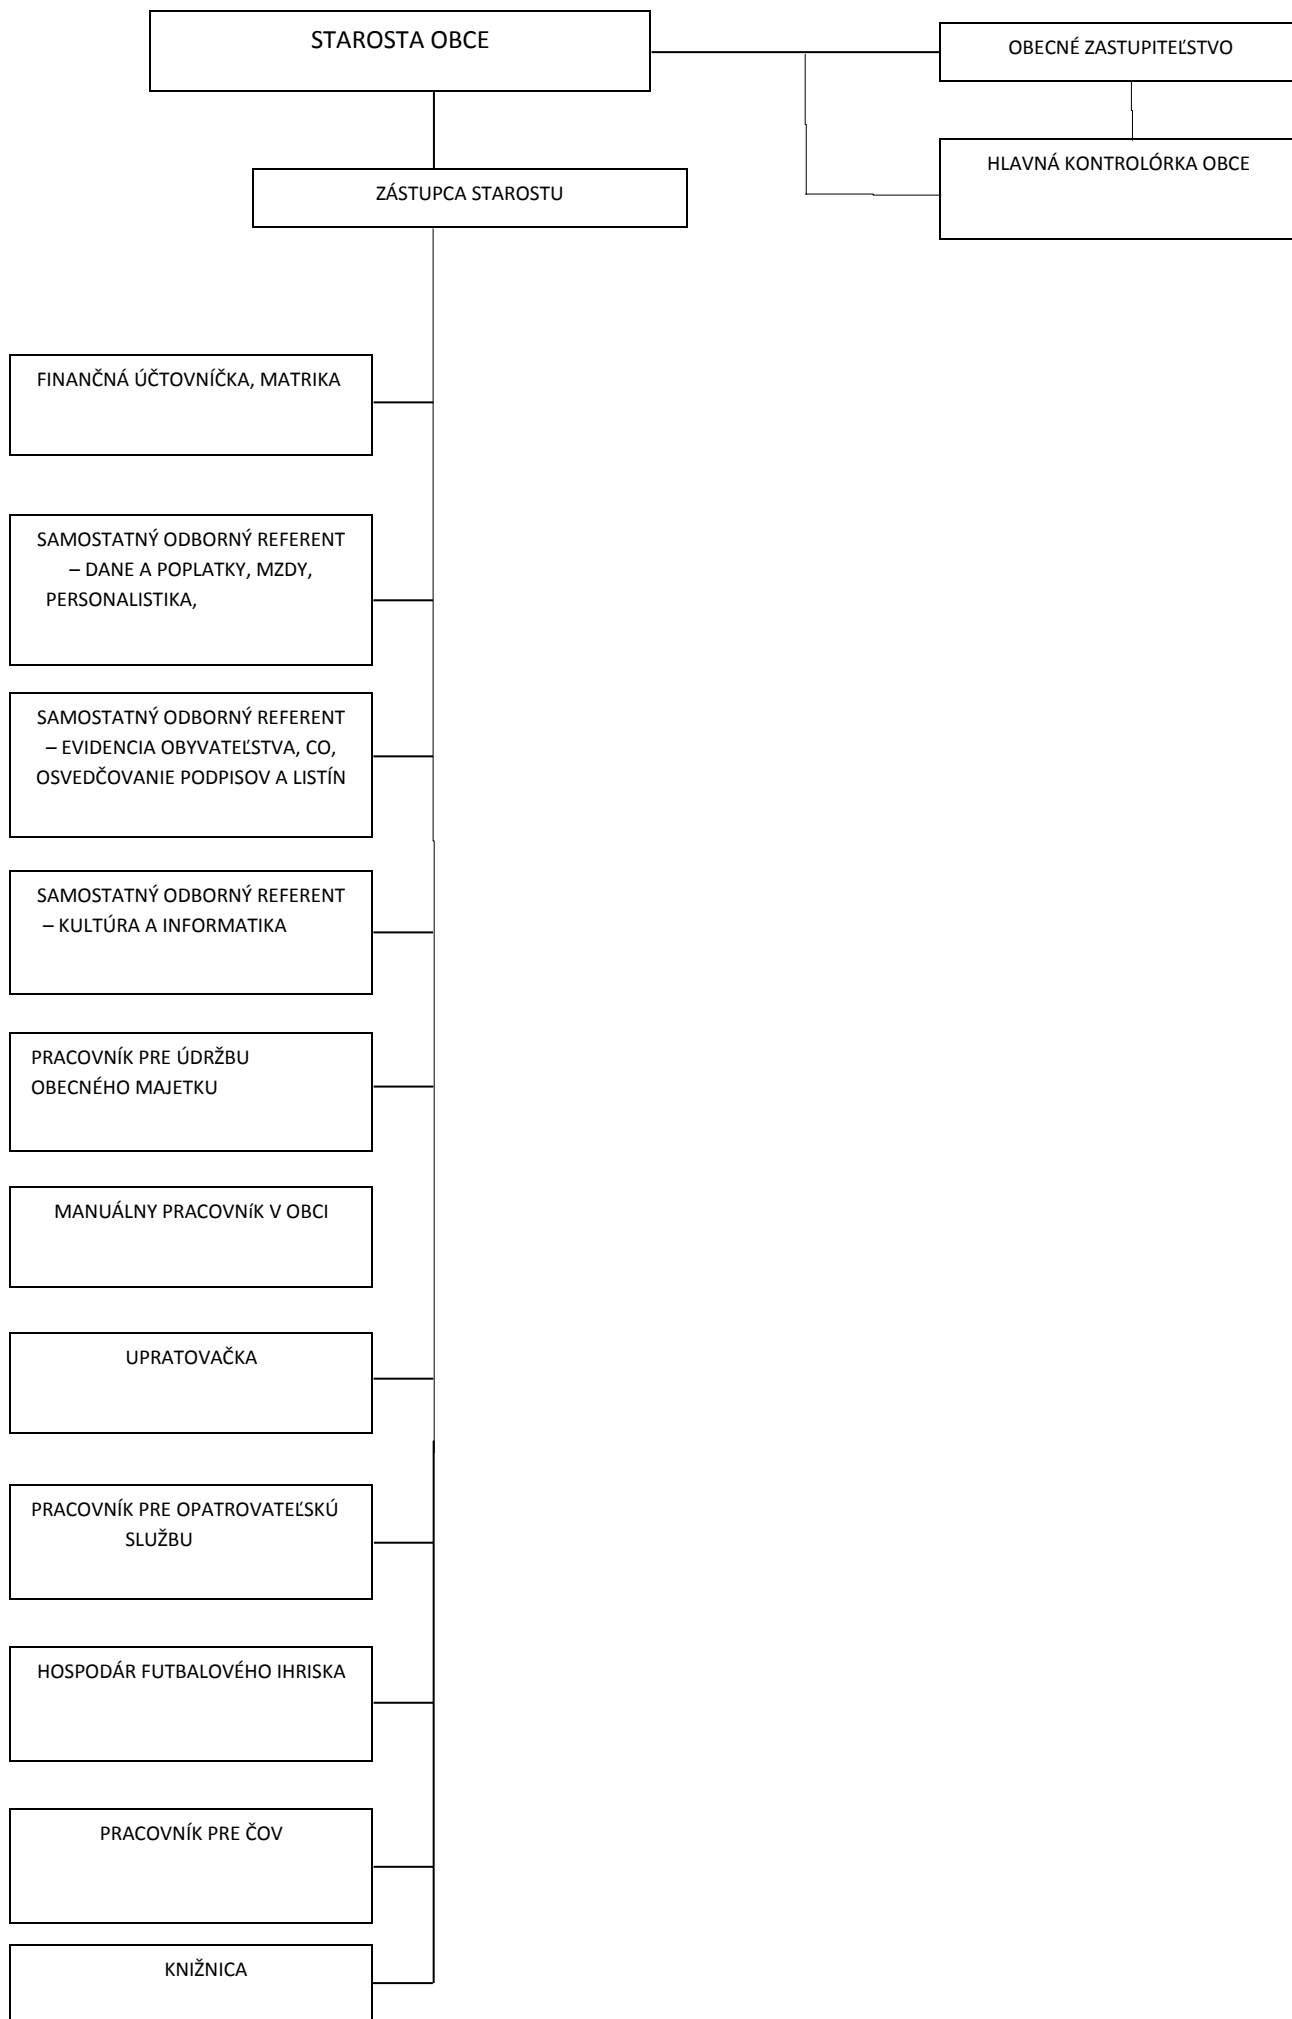 STAROSTA OBCE
OBECNÉ ZASTUPITEĽSTVO
HLAVNÁ KONTROLÓRKA OBCE
ZÁSTUPCA STAROSTU
FINANČNÁ ÚČTOVNÍČKA, MATRIKA
SAMOSTATNÝ ODBORNÝ REFERENT
– DANE A POPLATKY, MZDY,
PERSONALISTIKA,
SAMOSTATNÝ ODBORNÝ REFERENT
– EVIDENCIA OBYVATEĽSTVA, CO,
OSVEDČOVANIE PODPISOV A LISTÍN
SAMOSTATNÝ ODBORNÝ REFERENT
– KULTÚRA A INFORMATIKA
PRACOVNÍK PRE ÚDRŽBU
OBECNÉHO MAJETKU
MANUÁLNY PRACOVNíK V OBCI
UPRATOVAČKA
PRACOVNÍK PRE OPATROVATEĽSKÚ
SLUŽBU
HOSPODÁR FUTBALOVÉHO IHRISKA
PRACOVNÍK PRE ČOV
KNIŽNICA